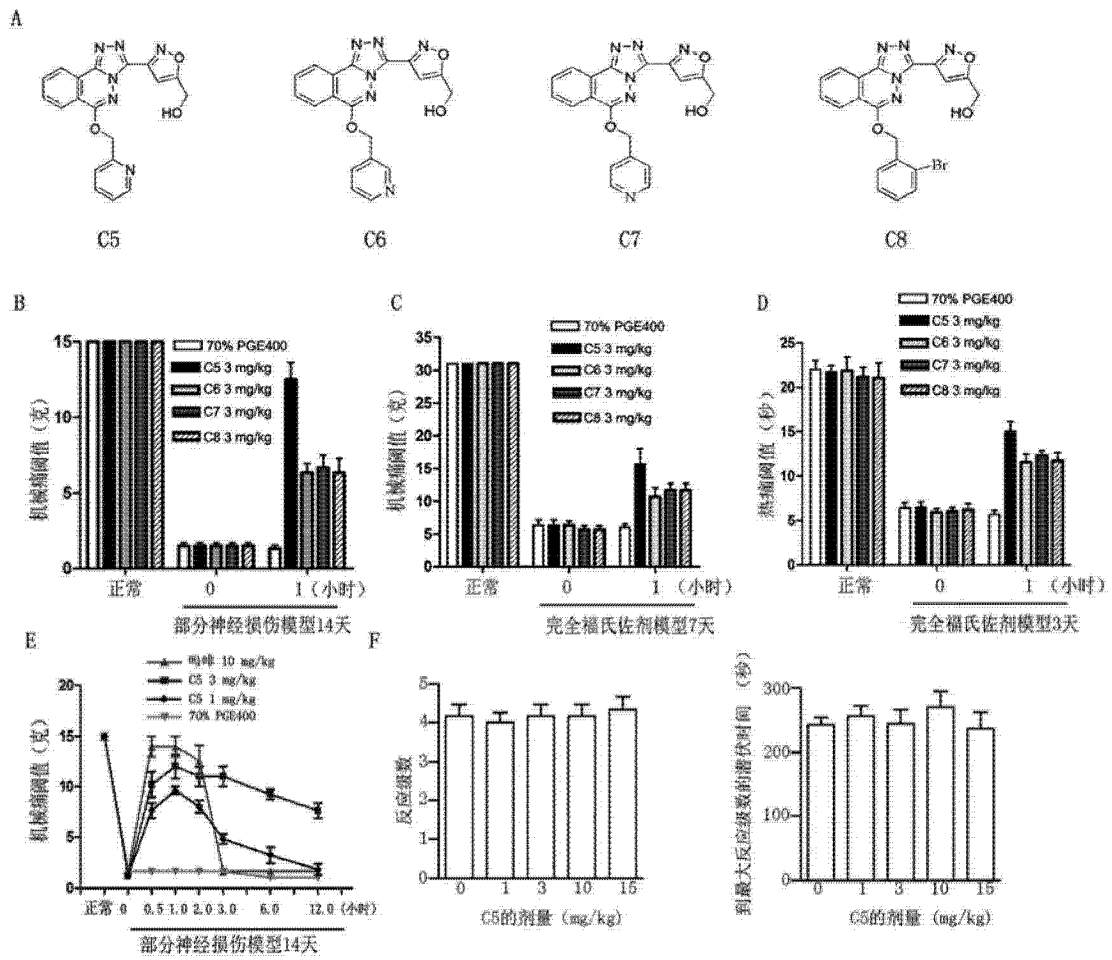 A
N-N
N
N
N-O
HO
O
N
C5
N-N
N
N
N-O
HO
O
N
C6
N-N
N
N
N-O
HO
O
N
C7
N-N
N
N
N-O
HO
O
Br
C8
B
机械痛阈值（克）
15
10
5
0
70% PGE400
C5 3 mg/kg
C6 3 mg/kg
C7 3 mg/kg
C8 3 mg/kg
正常 0 1（小时）
部分神经损伤模型14天
C
机械痛阈值（克）
35
30
25
20
15
10
5
0
70% PGE400
C5 3 mg/kg
C6 3 mg/kg
C7 3 mg/kg
C8 3 mg/kg
正常 0 1（小时）
完全福氏佐剂模型7天
D
热痛阈值（秒）
25
20
15
10
5
0
70% PGE400
C5 3 mg/kg
C6 3 mg/kg
C7 3 mg/kg
C8 3 mg/kg
正常 0 1（小时）
完全福氏佐剂模型3天
E
吗啡 10 mg/kg
C5 3 mg/kg
C5 1 mg/kg
70% PGE400
机械痛阈值（克）
20
15
10
5
0
正常 0 0.5 1.0 2.0 3.0 6.0 12.0（小时）
部分神经损伤模型14天
F
反应级数
5
4
3
2
1
0
0 1 3 10 15
C5的剂量（mg/kg）
到最大反应级数的潜伏时间（秒）
300
200
100
0
0 1 3 10 15
C5的剂量（mg/kg）